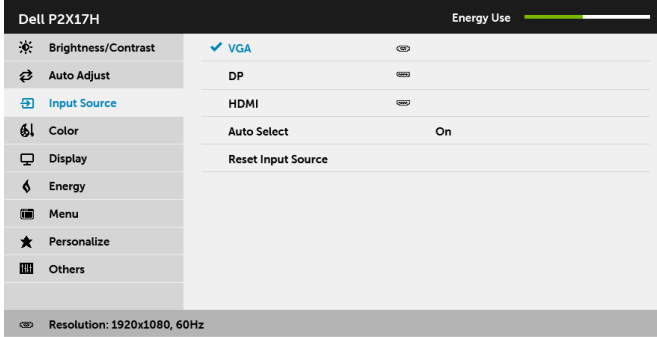 Dell P2X17H
Energy Use
Brightness/Contrast
Auto Adjust
Input Source
Color
Display
Energy
Menu
Personalize
Others
VGA
DP
HDMI
Auto Select On
Reset Input Source
Resolution: 1920x1080, 60Hz